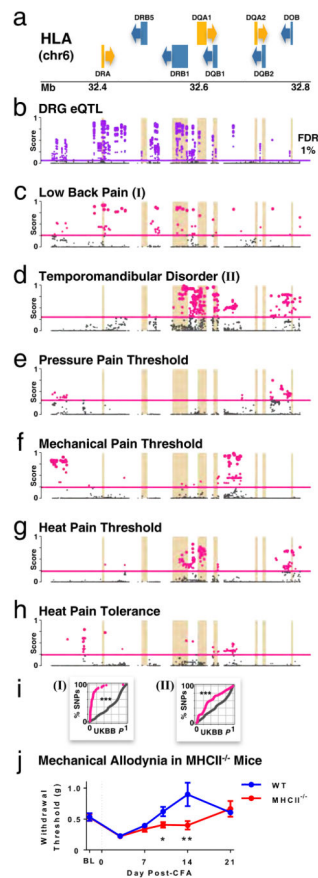 a
HLA
(chr6)
DRB5 DQA1 DQA2 DOB
DRA DRB1 DQB1 DQB2
Mb 32.4 32.6 32.8
b DRG eQTL
Score
0 1
FDR
1%
c Low Back Pain (I)
Score
0 1
d Temporomandibular Disorder (II)
Score
0 1
e Pressure Pain Threshold
Score
0 1
f Mechanical Pain Threshold
Score
0 1
g Heat Pain Threshold
Score
0 1
h Heat Pain Tolerance
Score
0 1
i (I) (II)
% SNPs
0 100
***
0 UKBB P 1
% SNPs
0 100
***
0 UKBB P 1
j Mechanical Allodynia in MHCII-/- Mice
Withdrawal
Threshold (g)
0.0 0.5 1.0
WT
MHCII-/-
* **
BL 0 7 14 21
Day Post-CFA